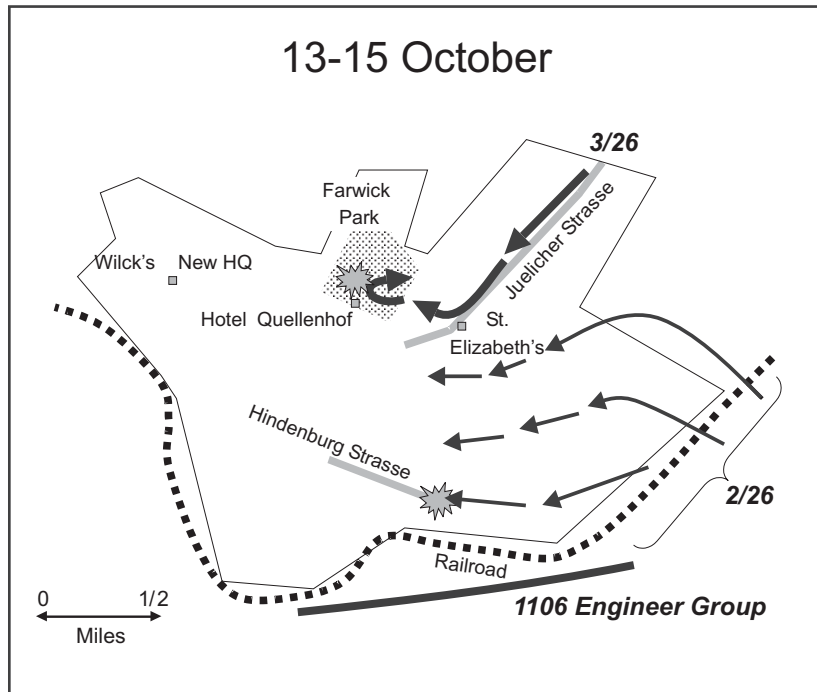 13-15 October
3/26
Farwick
Park
Juelicher Strasse
Wilck's New HQ
Hotel Quellenhof
St.
Elizabeth's
Hindenburg Strasse
2/26
Railroad
0 1/2
Miles
1106 Engineer Group